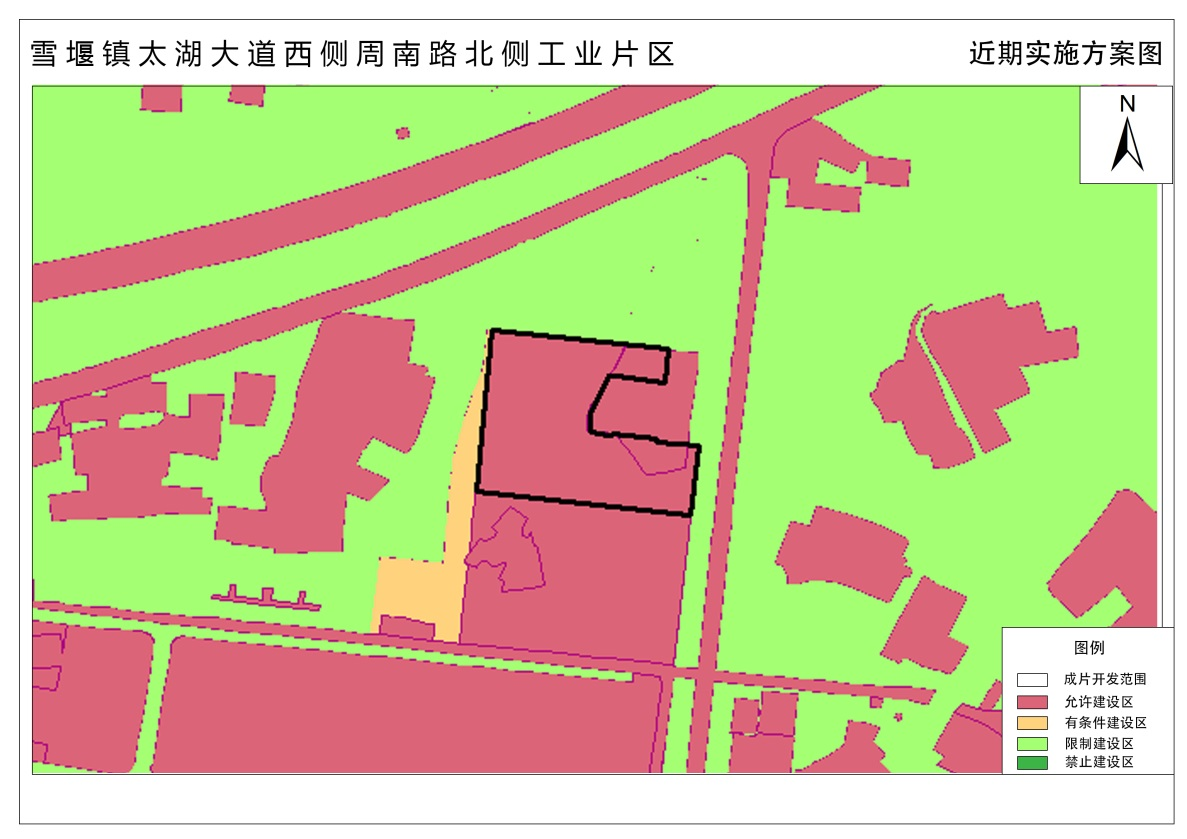 雪堰镇太湖大道西侧周南路北侧工业片区
近期实施方案图
N
图例
成片开发范围
允许建设区
有条件建设区
限制建设区
禁止建设区